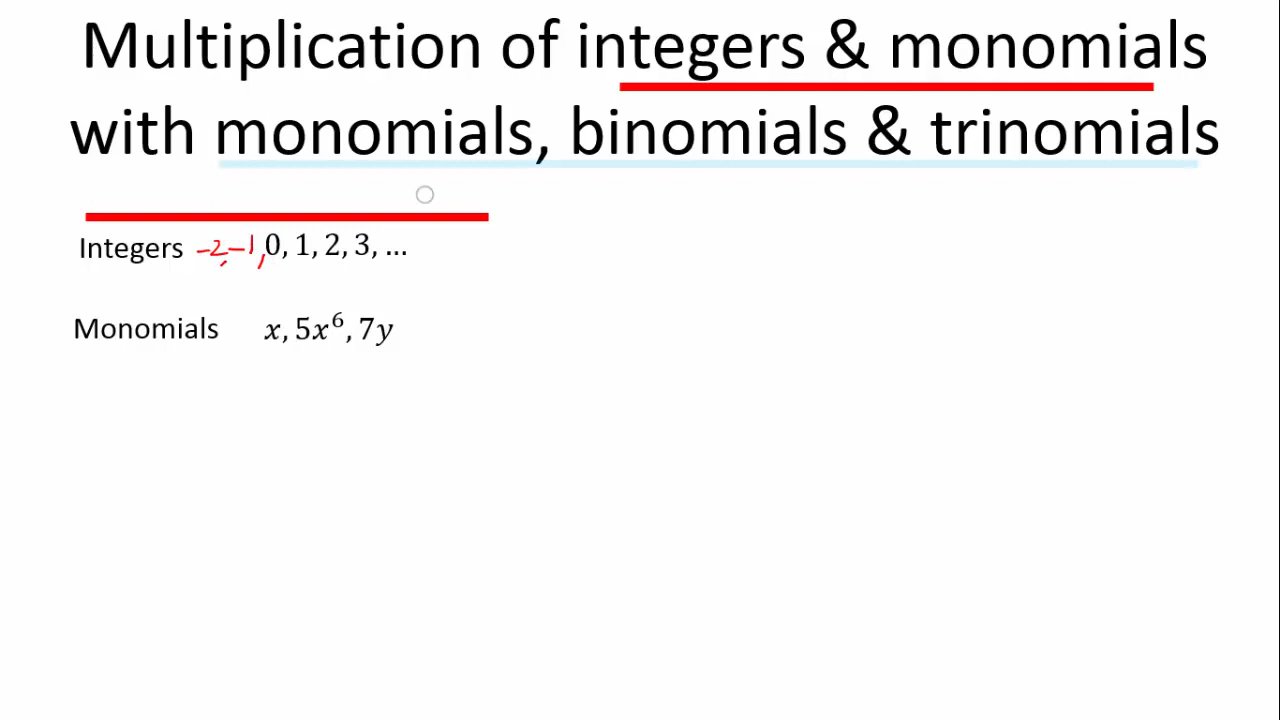 Multiplication of integers & monomials
with monomials, binomials & trinomials
Integers -2,-1,0, 1, 2, 3, ...
Monomials x, 5x⁶, 7y